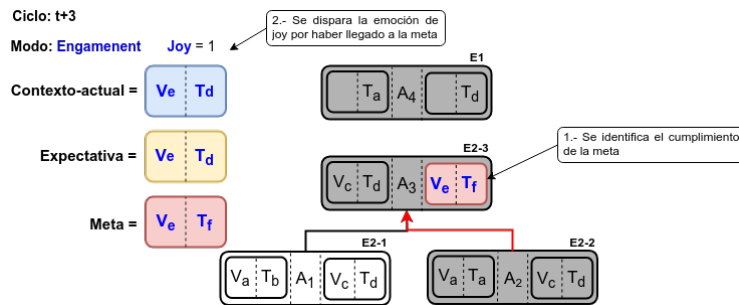 Ciclo: t+3
2.- Se dispara la emoción de
joy por haber llegado a la meta
Modo: Engamenent Joy = 1
E1
Contexto-actual = Ve Td
Ta A4 Td
1.- Se identifica el cumplimiento
de la meta
E2-3
Expectativa = Ve Td
Vc Td A3 Ve Tf
Meta = Ve Tf
E2-1
E2-2
Va Tb A1 Vc Td
Va Ta A2 Vc Td